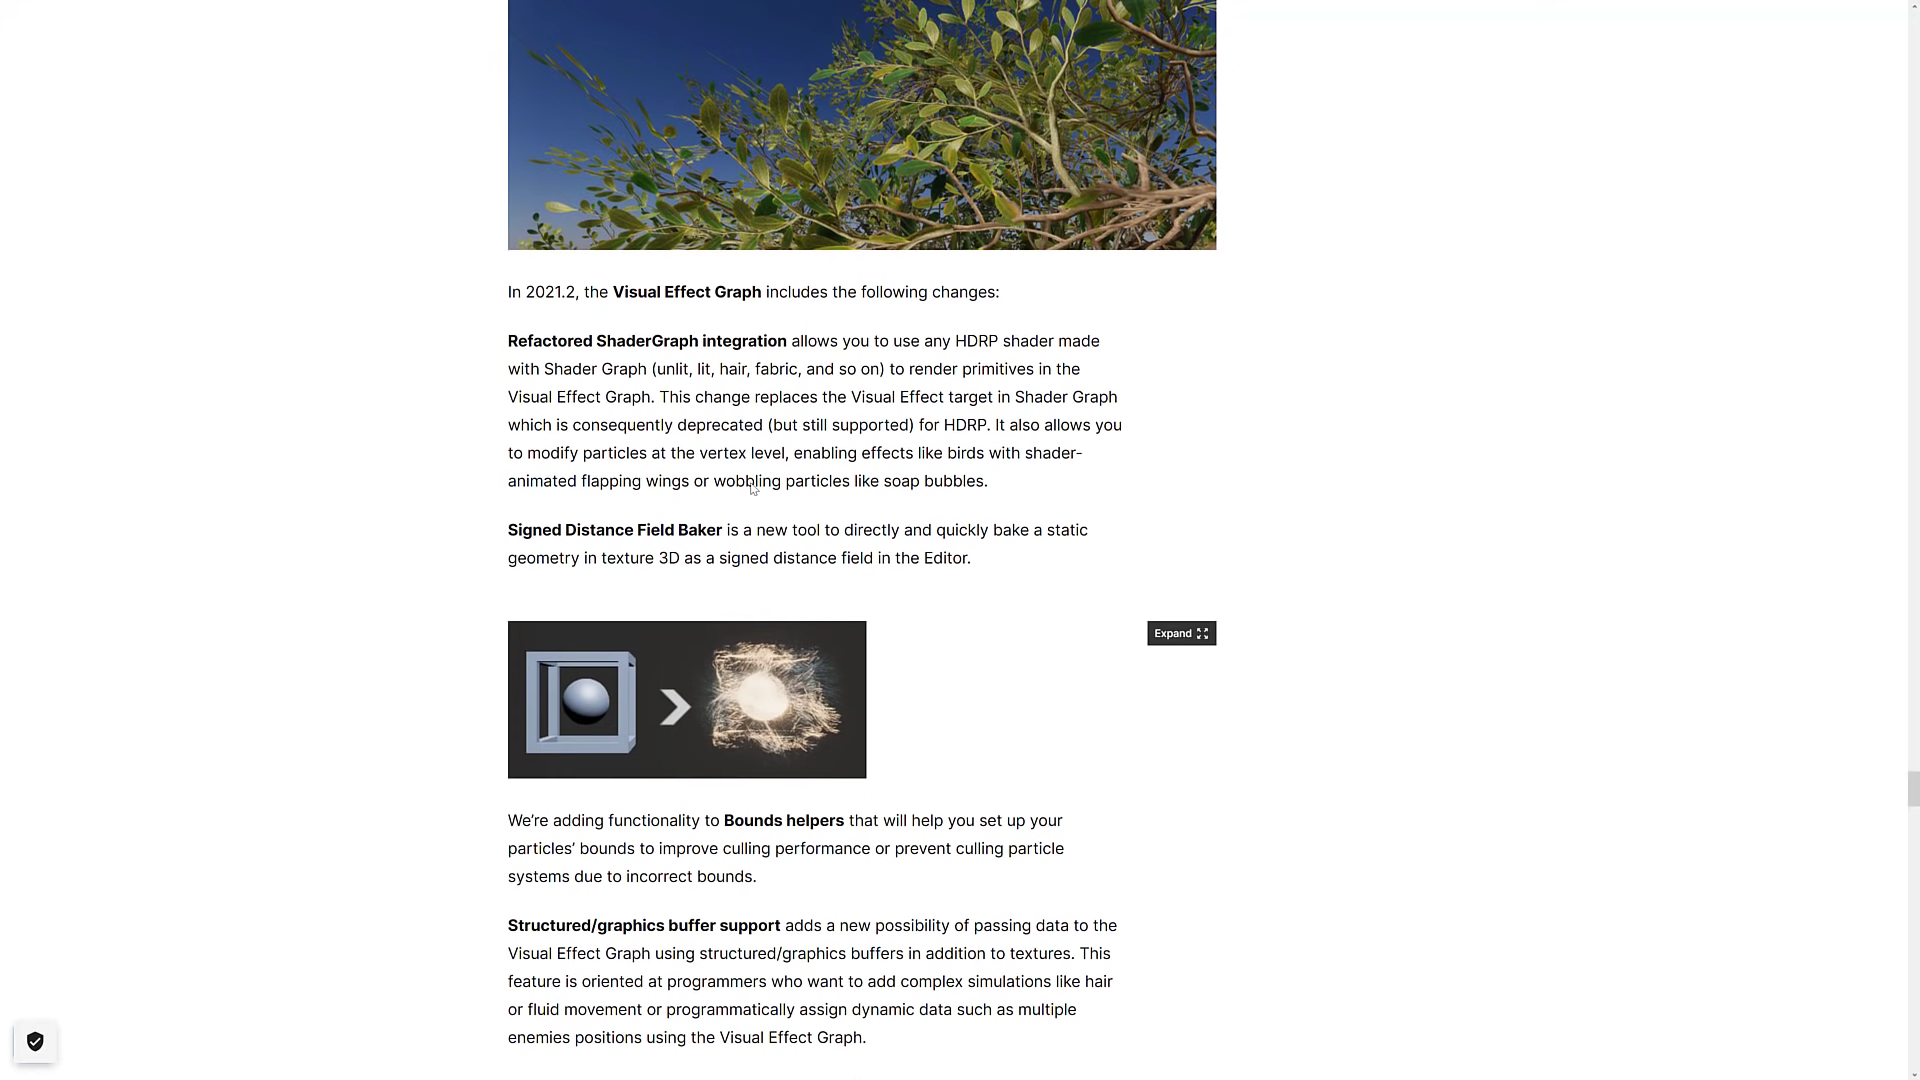 In 2021.2, the Visual Effect Graph includes the following changes:
Refactored ShaderGraph integration allows you to use any HDRP shader made
with Shader Graph (unlit, lit, hair, fabric, and so on) to render primitives in the
Visual Effect Graph. This change replaces the Visual Effect target in Shader Graph
which is consequently deprecated (but still supported) for HDRP. It also allows you
to modify particles at the vertex level, enabling effects like birds with shader-
animated flapping wings or wobbling particles like soap bubbles.
Signed Distance Field Baker is a new tool to directly and quickly bake a static
geometry in texture 3D as a signed distance field in the Editor.
Expand
We’re adding functionality to Bounds helpers that will help you set up your
particles’ bounds to improve culling performance or prevent culling particle
systems due to incorrect bounds.
Structured/graphics buffer support adds a new possibility of passing data to the
Visual Effect Graph using structured/graphics buffers in addition to textures. This
feature is oriented at programmers who want to add complex simulations like hair
or fluid movement or programmatically assign dynamic data such as multiple
enemies positions using the Visual Effect Graph.